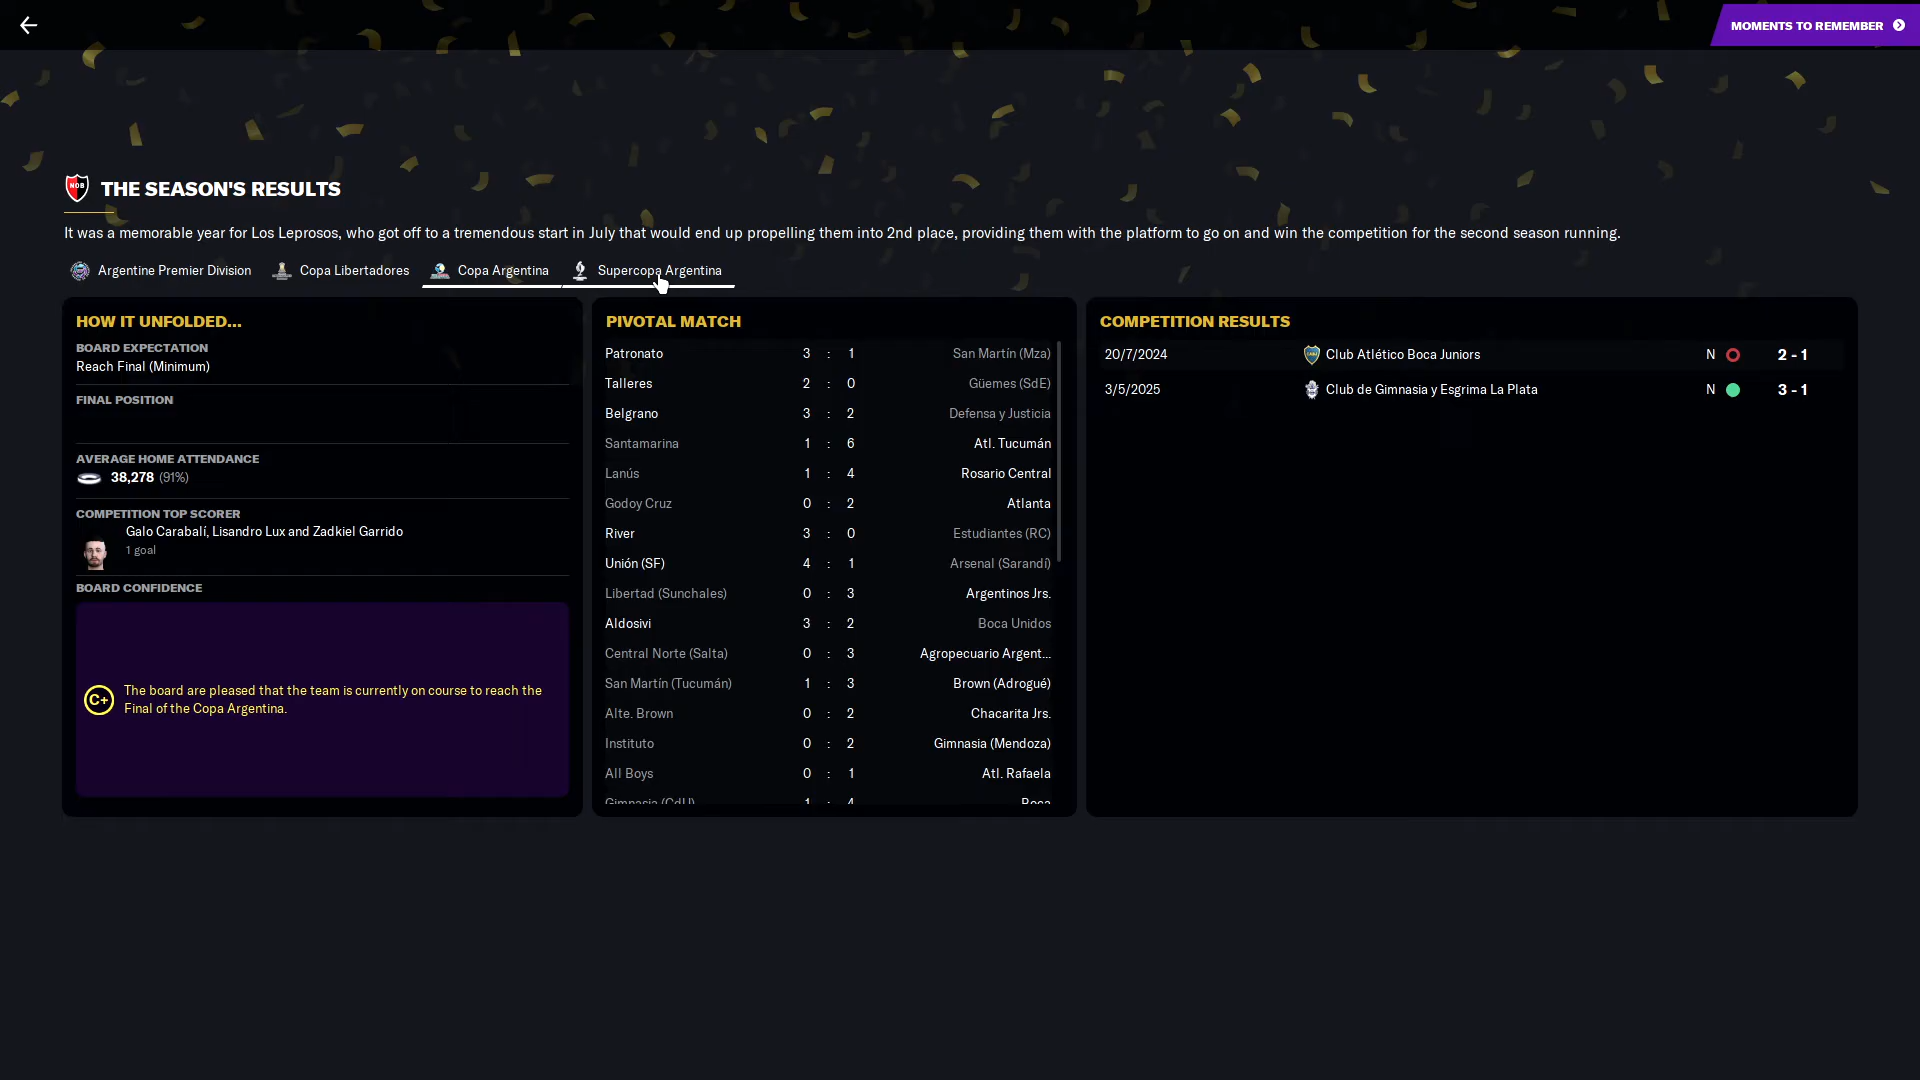 MOMENTS TO REMEMBER
NOB
THE SEASON'S RESULTS
It was a memorable year for Los Leprosos, who got off to a tremendous start in July that would end up propelling them into 2nd place, providing them with the platform to go on and win the competition for the second season running.
Argentine Premier Division
Copa Libertadores
Copa Argentina
Supercopa Argentina
HOW IT UNFOLDED...
BOARD EXPECTATION
Reach Final (Minimum)
FINAL POSITION
AVERAGE HOME ATTENDANCE
38,278 (91%)
COMPETITION TOP SCORER
Galo Carabalí, Lisandro Lux and Zadkiel Garrido
1 goal
BOARD CONFIDENCE
C+
The board are pleased that the team is currently on course to reach the
Final of the Copa Argentina.
PIVOTAL MATCH
Patronato 3 : 1 San Martín (Mza)
Talleres 2 : 0 Güemes (SdE)
Belgrano 3 : 2 Defensa y Justicia
Santamarina 1 : 6 Atl. Tucumán
Lanús 1 : 4 Rosario Central
Godoy Cruz 0 : 2 Atlanta
River 3 : 0 Estudiantes (RC)
Unión (SF) 4 : 1 Arsenal (Sarandí)
Libertad (Sunchales) 0 : 3 Argentinos Jrs.
Aldosivi 3 : 2 Boca Unidos
Central Norte (Salta) 0 : 3 Agropecuario Argent...
San Martín (Tucumán) 1 : 3 Brown (Adrogué)
Alte. Brown 0 : 2 Chacarita Jrs.
Instituto 0 : 2 Gimnasia (Mendoza)
All Boys 0 : 1 Atl. Rafaela
Gimnasia (CdU) 1 : 4 Boca
COMPETITION RESULTS
20/7/2024 Club Atlético Boca Juniors N 2 - 1
3/5/2025 Club de Gimnasia y Esgrima La Plata N 3 - 1